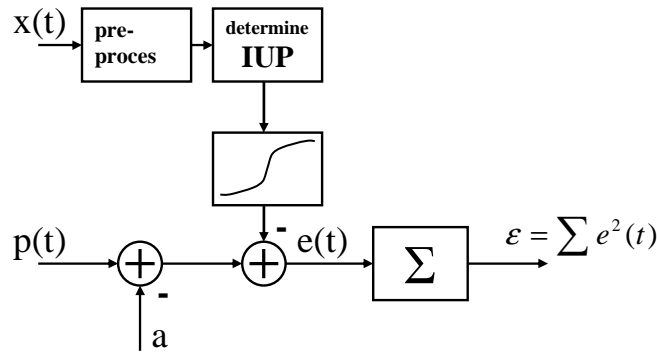 x(t)
pre-
proces
determine
IUP
-
p(t)
+
-
+
e(t)
Σ
ε = ∑ e²(t)
a